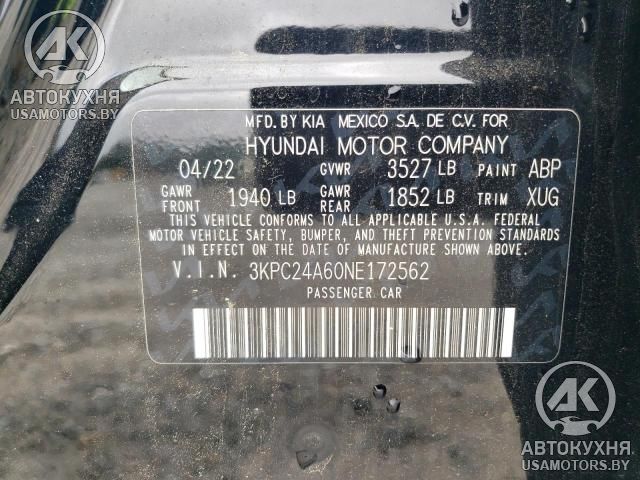 AK
АВТОКУХНЯ
USAMOTORS.BY
MFD. BY KIA MEXICO S.A. DE C.V. FOR
HYUNDAI MOTOR COMPANY
04/22 GVWR 3527 LB PAINT ABP
GAWR FRONT 1940 LB GAWR REAR 1852 LB TRIM XUG
THIS VEHICLE CONFORMS TO ALL APPLICABLE U.S.A. FEDERAL
MOTOR VEHICLE SAFETY, BUMPER, AND THEFT PREVENTION STANDARDS
IN EFFECT ON THE DATE OF MANUFACTURE SHOWN ABOVE.
V.I.N. 3KPC24A60NE172562
PASSENGER CAR
AK
АВТОКУХНЯ
USAMOTORS.BY